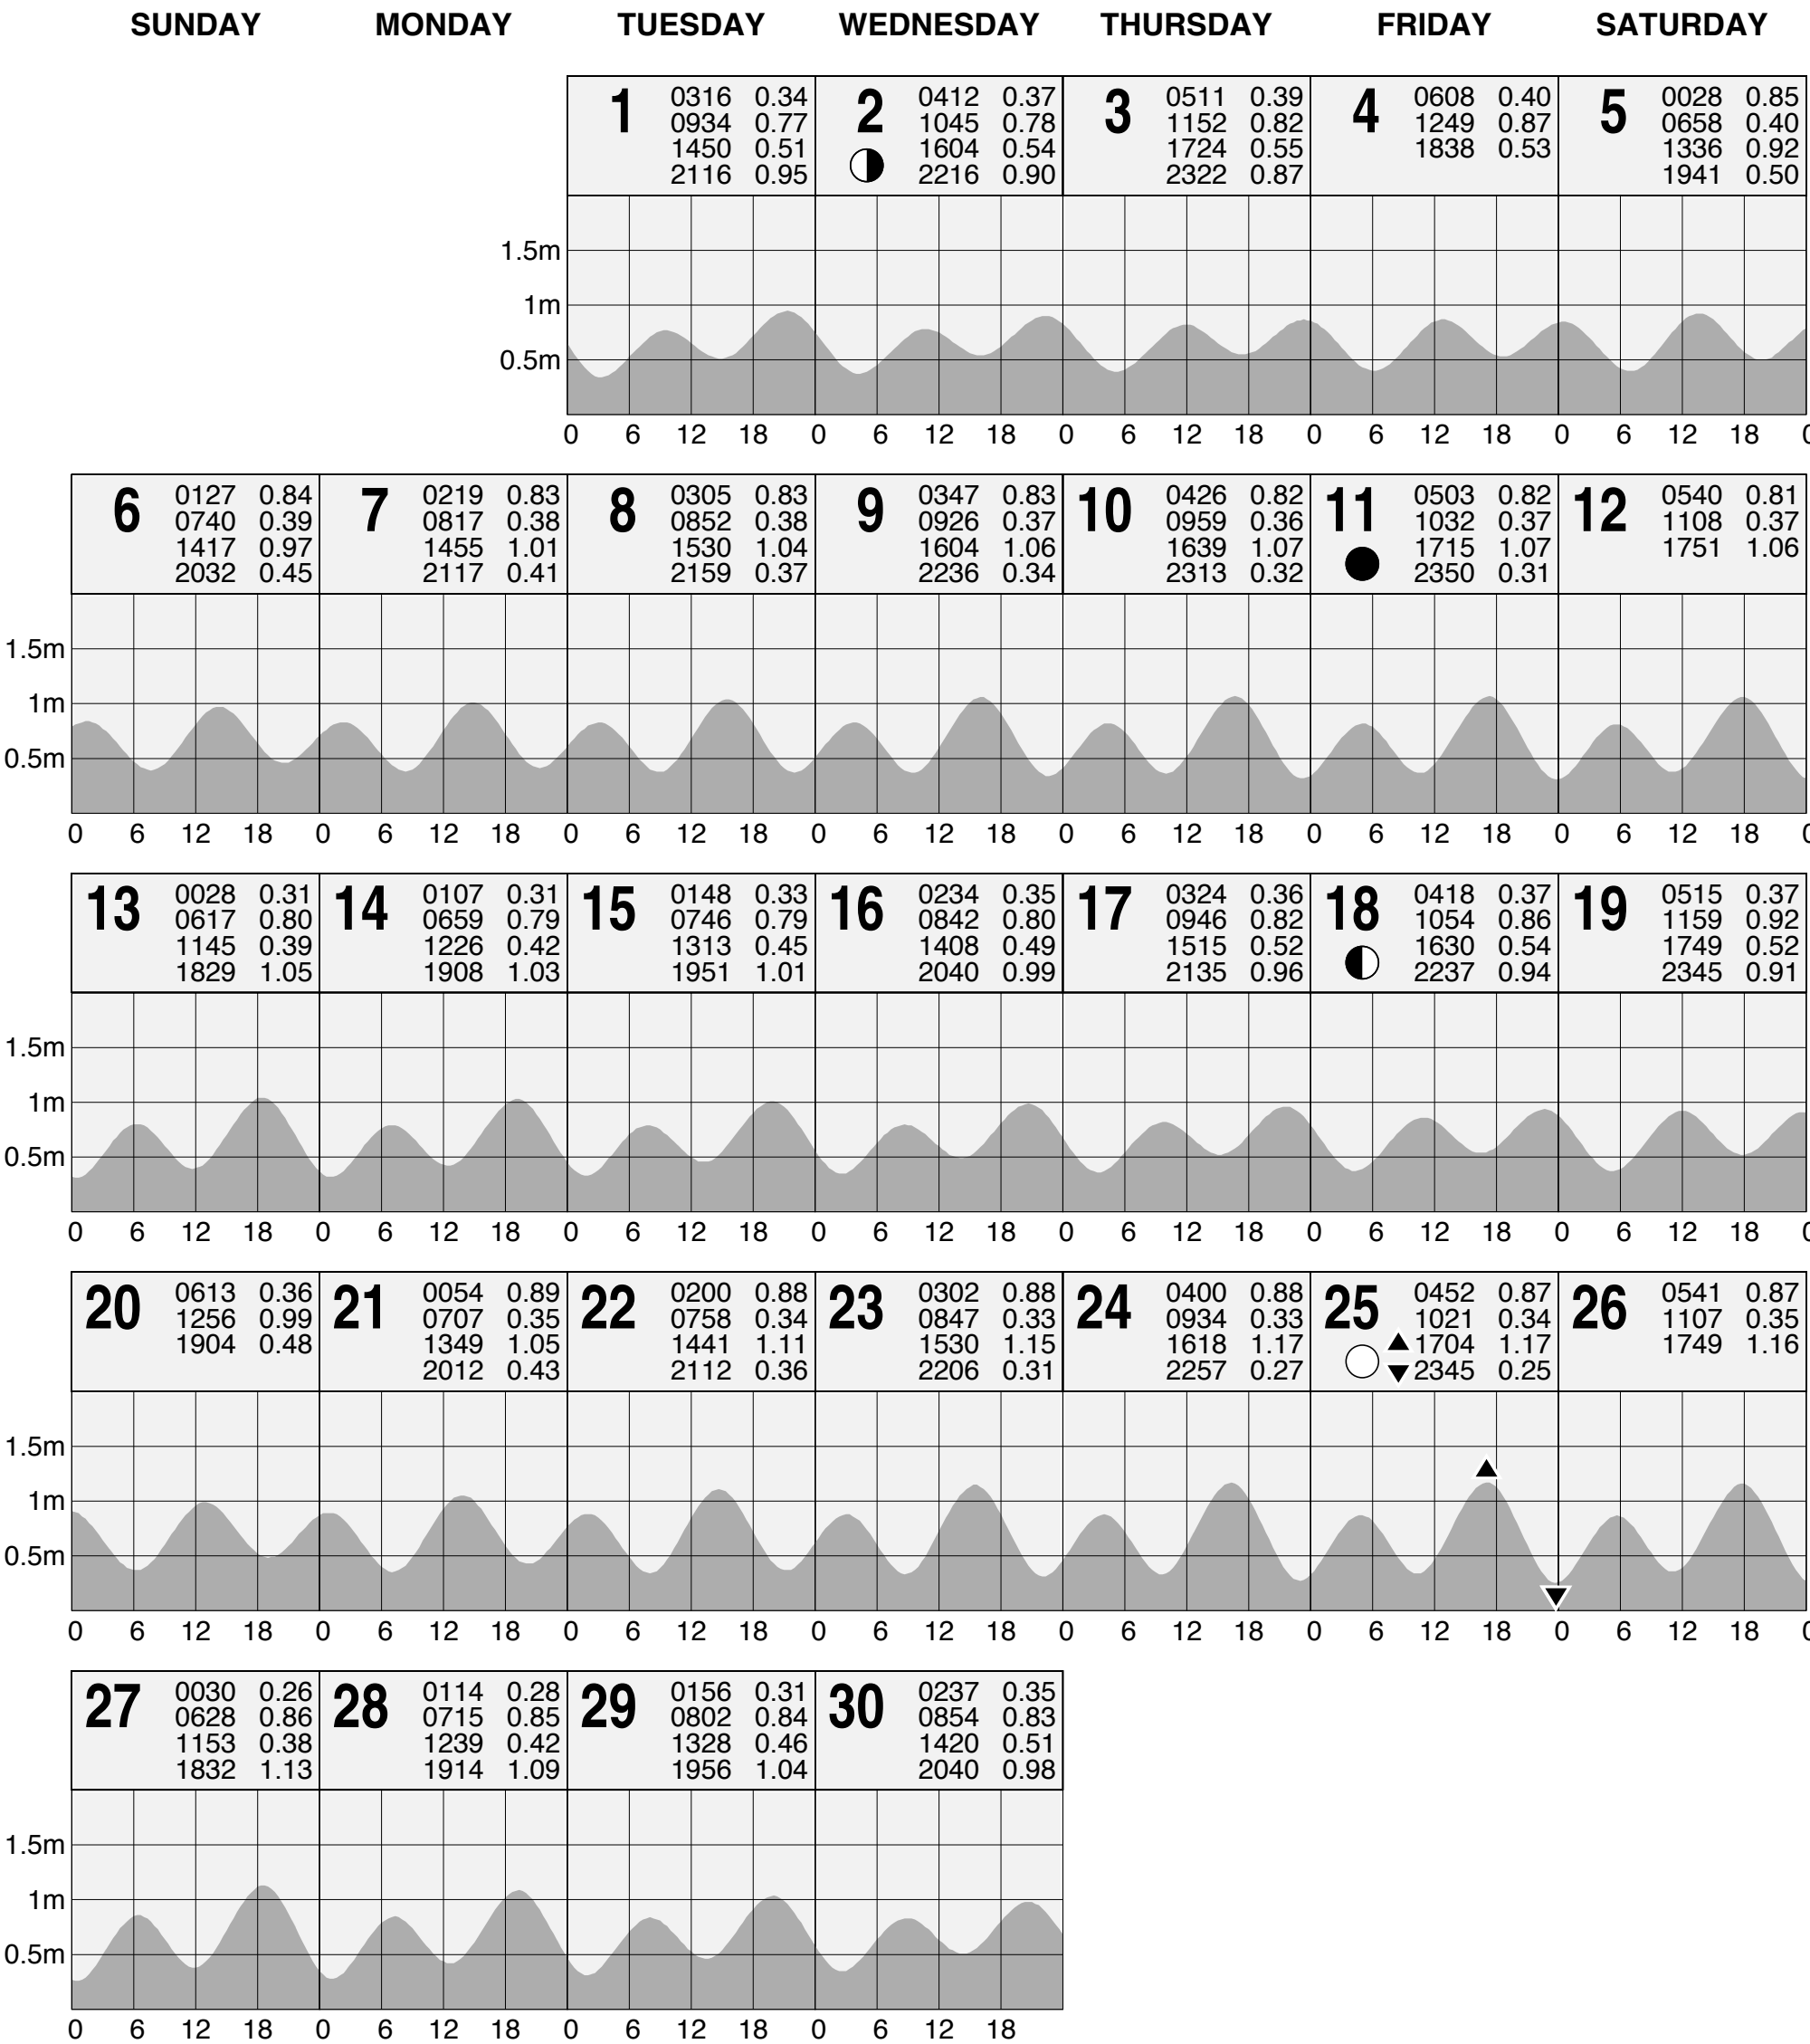 SUNDAY MONDAY TUESDAY WEDNESDAY THURSDAY FRIDAY SATURDAY
1 0316 0.34 2 0412 0.37 3 0511 0.39 4 0608 0.40 5 0028 0.85
0934 0.77 1045 0.78 1152 0.82 1249 0.87 0658 0.40
1450 0.51 1604 0.54 1724 0.55 1838 0.53 1336 0.92
2116 0.95 2216 0.90 2322 0.87 1941 0.50
1.5m
1m
0.5m
0 6 12 18 0 6 12 18 0 6 12 18 0 6 12 18 0 6 12 18 0
6 0127 0.84 7 0219 0.83 8 0305 0.83 9 0347 0.83 10 0426 0.82 11 0503 0.82 12 0540 0.81
0740 0.39 0817 0.38 0852 0.38 0926 0.37 0959 0.36 1032 0.37 1108 0.37
1417 0.97 1455 1.01 1530 1.04 1604 1.06 1639 1.07 1715 1.07 1751 1.06
2032 0.45 2117 0.41 2159 0.37 2236 0.34 2313 0.32 2350 0.31
1.5m
1m
0.5m
0 6 12 18 0 6 12 18 0 6 12 18 0 6 12 18 0 6 12 18 0 6 12 18 0 6 12 18 0
13 0028 0.31 14 0107 0.31 15 0148 0.33 16 0234 0.35 17 0324 0.36 18 0418 0.37 19 0515 0.37
0617 0.80 0659 0.79 0746 0.79 0842 0.80 0946 0.82 1054 0.86 1159 0.92
1145 0.39 1226 0.42 1313 0.45 1408 0.49 1515 0.52 1630 0.54 1749 0.52
1829 1.05 1908 1.03 1951 1.01 2040 0.99 2135 0.96 2237 0.94 2345 0.91
1.5m
1m
0.5m
0 6 12 18 0 6 12 18 0 6 12 18 0 6 12 18 0 6 12 18 0 6 12 18 0 6 12 18 0
20 0613 0.36 21 0054 0.89 22 0200 0.88 23 0302 0.88 24 0400 0.88 25 0452 0.87 26 0541 0.87
1256 0.99 0707 0.35 0758 0.34 0847 0.33 0934 0.33 1021 0.34 1107 0.35
1904 0.48 1349 1.05 1441 1.11 1530 1.15 1618 1.17 1704 1.17 1749 1.16
2012 0.43 2112 0.36 2206 0.31 2257 0.27 2345 0.25
1.5m
1m
0.5m
0 6 12 18 0 6 12 18 0 6 12 18 0 6 12 18 0 6 12 18 0 6 12 18 0 6 12 18 0
27 0030 0.26 28 0114 0.28 29 0156 0.31 30 0237 0.35
0628 0.86 0715 0.85 0802 0.84 0854 0.83
1153 0.38 1239 0.42 1328 0.46 1420 0.51
1832 1.13 1914 1.09 1956 1.04 2040 0.98
1.5m
1m
0.5m
0 6 12 18 0 6 12 18 0 6 12 18 0 6 12 18